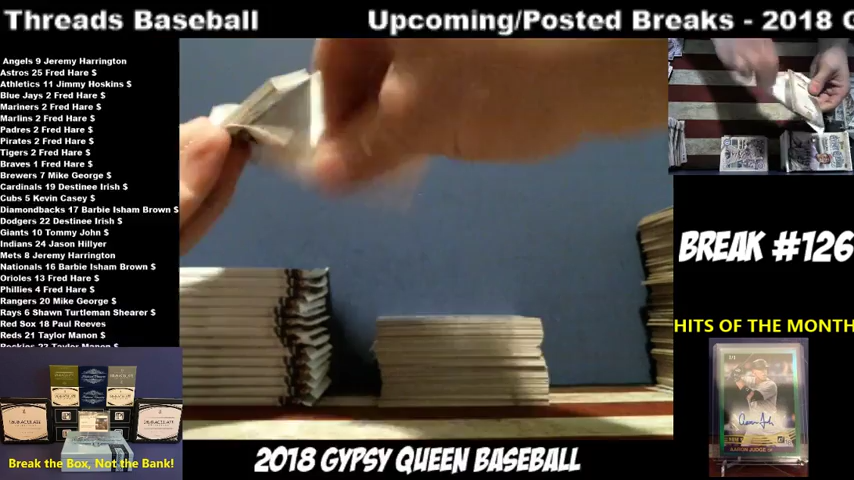 Threads Baseball
Upcoming/Posted Breaks - 2018 G
Angels 9 Jeremy Harrington
Astros 25 Fred Hare $
Athletics 11 Jimmy Hoskins $
Blue Jays 2 Fred Hare $
Mariners 2 Fred Hare $
Marlins 2 Fred Hare $
Padres 2 Fred Hare $
Pirates 2 Fred Hare $
Tigers 2 Fred Hare $
Braves 1 Fred Hare $
Brewers 7 Mike George $
Cardinals 19 Destinee Irish $
Cubs 5 Kevin Casey $
Diamondbacks 17 Barbie Isham Brown $
Dodgers 22 Destinee Irish $
Giants 10 Tommy John $
Indians 24 Jason Hillyer
Mets 8 Jeremy Harrington
Nationals 16 Barbie Isham Brown $
Orioles 13 Fred Hare $
Phillies 4 Fred Hare $
Rangers 20 Mike George $
Rays 6 Shawn Turtleman Shearer $
Red Sox 18 Paul Reeves
Reds 21 Taylor Manon $
Rockies 23 Taylor Manon $
Break the Box, Not the Bank!
2018 GYPSY QUEEN BASEBALL
BREAK #126
HITS OF THE MONTH
1/1
AARON JUDGE